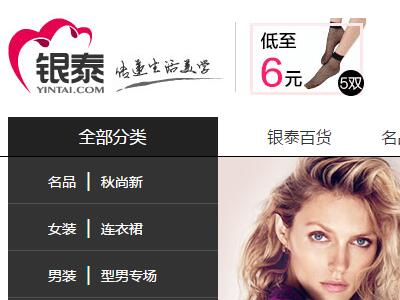 银泰
YINTAI.COM
传递生活美学
低至
6元
5双
全部分类
银泰百货
名品 | 秋尚新
女装 | 连衣裙
男装 | 型男专场